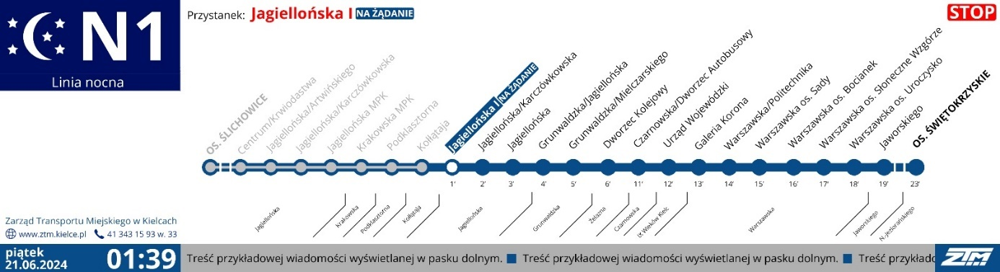 N1
Linia nocna
Przystanek: Jagiellońska I NA ŻĄDANIE
STOP
OS. ŚLICHOWICE
Centrum/Krwiodastwa
Jagiellońska/Artwińskiego
Jagiellońska/Karczówkowska
Jagiellońska MPK
Krakowska MPK
Podklasztorna
Kołłątaja
Jagiellońska I NA ŻĄDANIE
Jagiellońska/Karczówkowska
Jagiellońska
Grunwaldzka/Jagiellońska
Grunwaldzka/Mielczarskiego
Dworzec Kolejowy
Czarnowska/Dworzec Autobusowy
Urząd Wojewódzki
Galeria Korona
Warszawska/Politechnika
Warszawska os. Sady
Warszawska os. Bocianek
Warszawska os. Słoneczne Wzgórze
Warszawska os. Uroczysko
Jaworskiego
OS. ŚWIĘTOKRZYSKIE
1' 2' 3' 4' 5' 6' 11' 12' 13' 14' 15' 16' 17' 18' 19' 23'
Jagiellońska
Krakowska
Podklasztorna
Kołłątaja
Jagiellońska
Grunwaldzka
Żelazna
Czarnowska
IX Wieków Kielc
Warszawska
Jaworskiego
N.-Jeziorańskiego
Zarząd Transportu Miejskiego w Kielcach
www.ztm.kielce.pl 41 343 15 93 w. 33
piątek
21.06.2024
01:39
Treść przykładowej wiadomości wyświetlanej w pasku dolnym. Treść przykładowej wiadomości wyświetlanej w pasku dolnym. Treść przykłado
ZTM